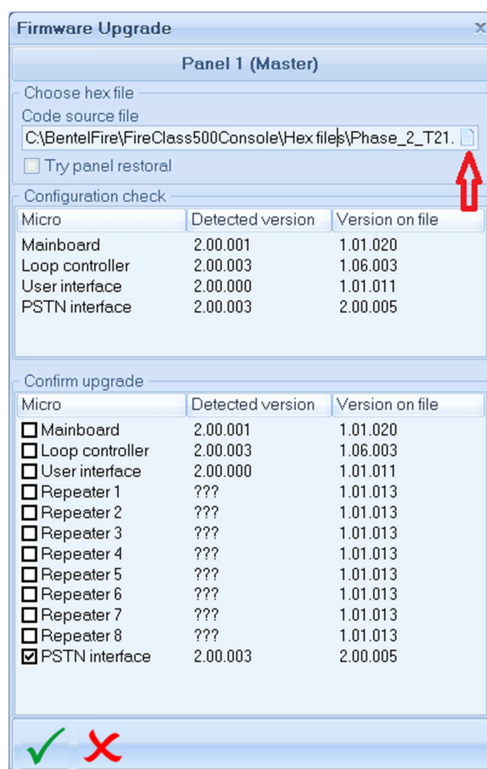 Firmware Upgrade x
Panel 1 (Master)
Choose hex file
Code source file
C:\BentelFire\FireClass500Console\Hex files\Phase_2_T21.
Try panel restoral
Configuration check
Micro Detected version Version on file
Mainboard 2.00.001 1.01.020
Loop controller 2.00.003 1.06.003
User interface 2.00.000 1.01.011
PSTN interface 2.00.003 2.00.005
Confirm upgrade
Micro Detected version Version on file
Mainboard 2.00.001 1.01.020
Loop controller 2.00.003 1.06.003
User interface 2.00.000 1.01.011
Repeater 1 ??? 1.01.013
Repeater 2 ??? 1.01.013
Repeater 3 ??? 1.01.013
Repeater 4 ??? 1.01.013
Repeater 5 ??? 1.01.013
Repeater 6 ??? 1.01.013
Repeater 7 ??? 1.01.013
Repeater 8 ??? 1.01.013
PSTN interface 2.00.003 2.00.005